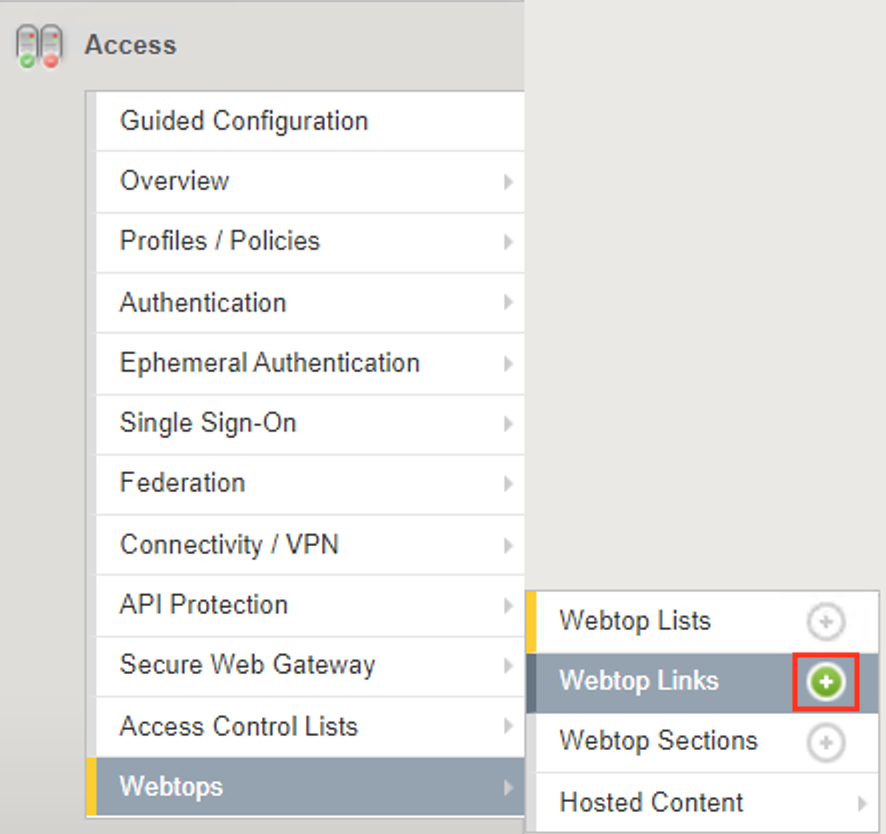 Access
Guided Configuration
Overview
Profiles / Policies
Authentication
Ephemeral Authentication
Single Sign-On
Federation
Connectivity / VPN
API Protection
Secure Web Gateway
Access Control Lists
Webtops
Webtop Lists
Webtop Links
Webtop Sections
Hosted Content